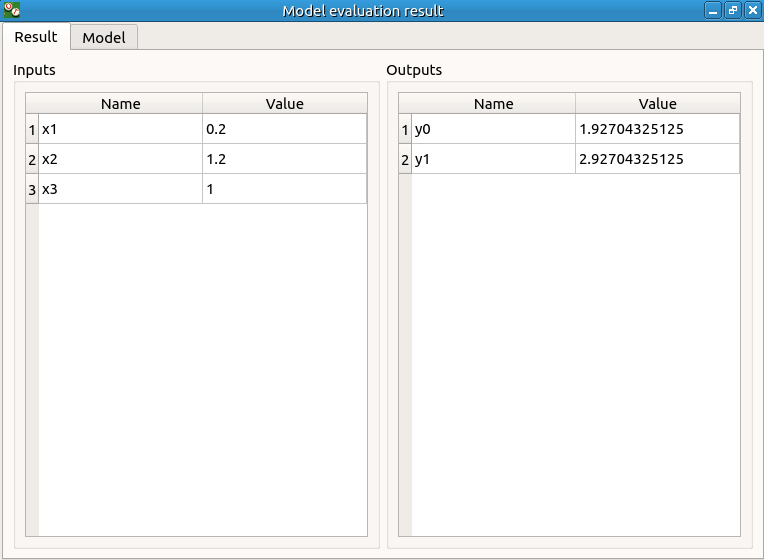 Model evaluation result
Result Model
Inputs
Name Value
1 x1 0.2
2 x2 1.2
3 x3 1
Outputs
Name Value
1 y0 1.92704325125
2 y1 2.92704325125